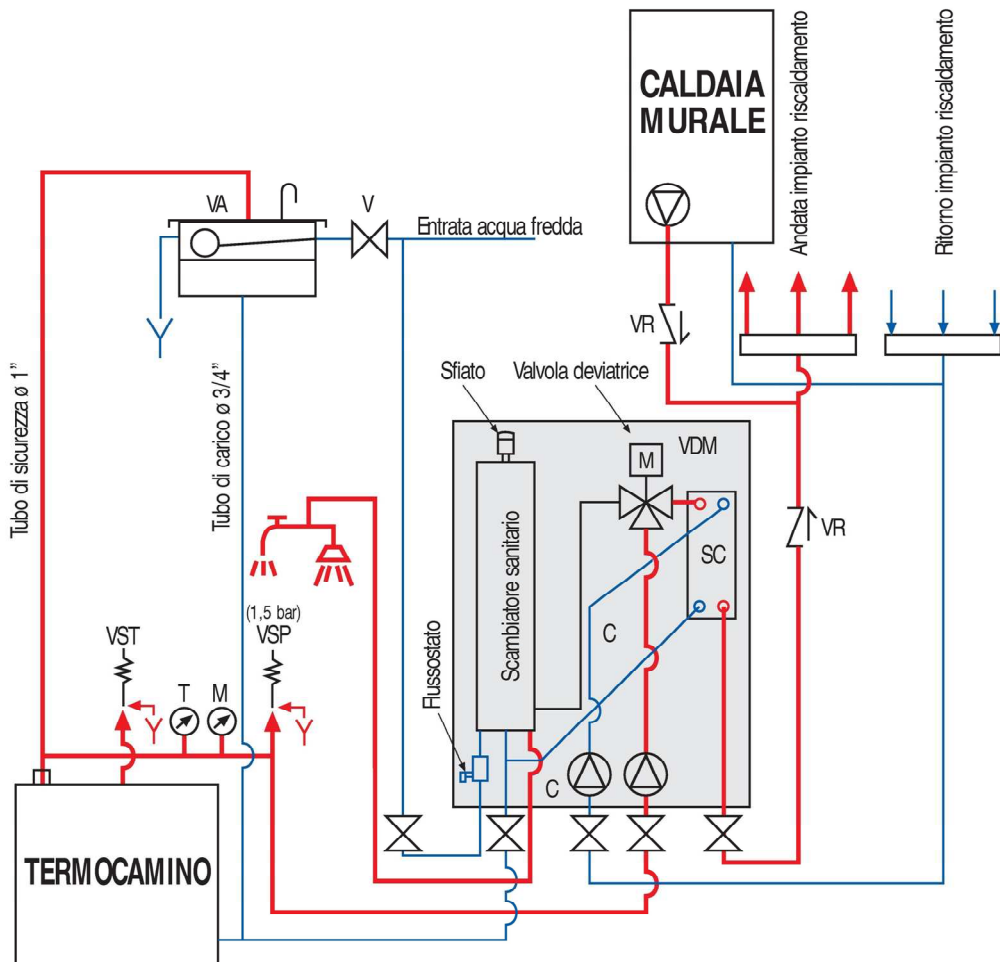 CALDAIA
MURALE
Andata impianto riscaldamento
Ritorno impianto riscaldamento
VA
V
Entrata acqua fredda
VR
Sfiato
Valvola deviatrice
Tubo di sicurezza ø 1”
Tubo di carico ø 3/4”
M
VDM
VR
SC
Scambiatore sanitario
C
(1,5 bar)
VST
VSP
T
M
Flussostato
C
TERMOCAMINO